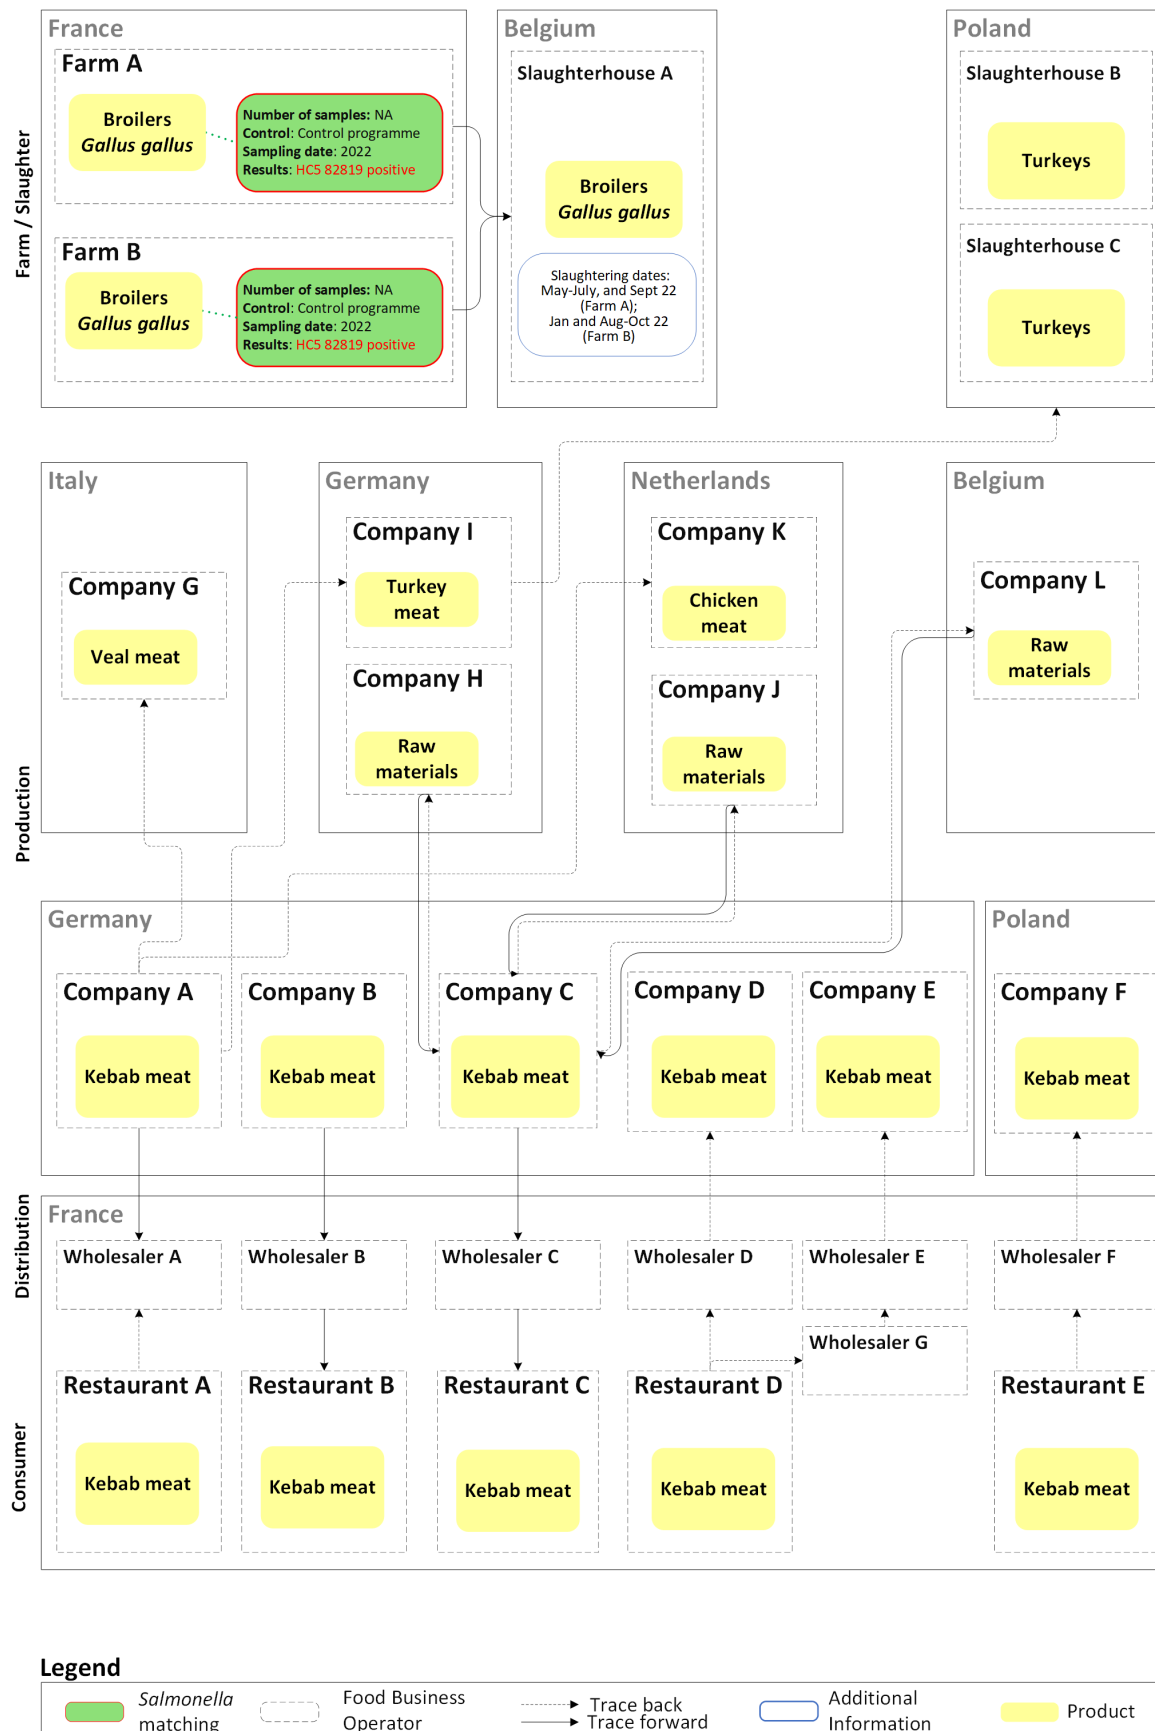 France
Farm A
Broilers
Gallus gallus
Number of samples: NA
Control: Control programme
Sampling date: 2022
Results: HC5 82819 positive
Farm B
Broilers
Gallus gallus
Number of samples: NA
Control: Control programme
Sampling date: 2022
Results: HC5 82819 positive
Belgium
Slaughterhouse A
Broilers
Gallus gallus
Slaughtering dates:
May-July, and Sept 22
(Farm A);
Jan and Aug-Oct 22
(Farm B)
Poland
Slaughterhouse B
Turkeys
Slaughterhouse C
Turkeys
Farm / Slaughter
Italy
Company G
Veal meat
Germany
Company I
Turkey
meat
Company H
Raw
materials
Netherlands
Company K
Chicken
meat
Company J
Raw
materials
Belgium
Company L
Raw
materials
Production
Germany
Company A
Kebab meat
Company B
Kebab meat
Company C
Kebab meat
Company D
Kebab meat
Company E
Kebab meat
Poland
Company F
Kebab meat
Distribution
France
Wholesaler A
Wholesaler B
Wholesaler C
Wholesaler D
Wholesaler E
Wholesaler F
Wholesaler G
Consumer
Restaurant A
Kebab meat
Restaurant B
Kebab meat
Restaurant C
Kebab meat
Restaurant D
Kebab meat
Restaurant E
Kebab meat
Legend
Salmonella
matching
Food Business
Operator
Trace back
Trace forward
Additional
Information
Product